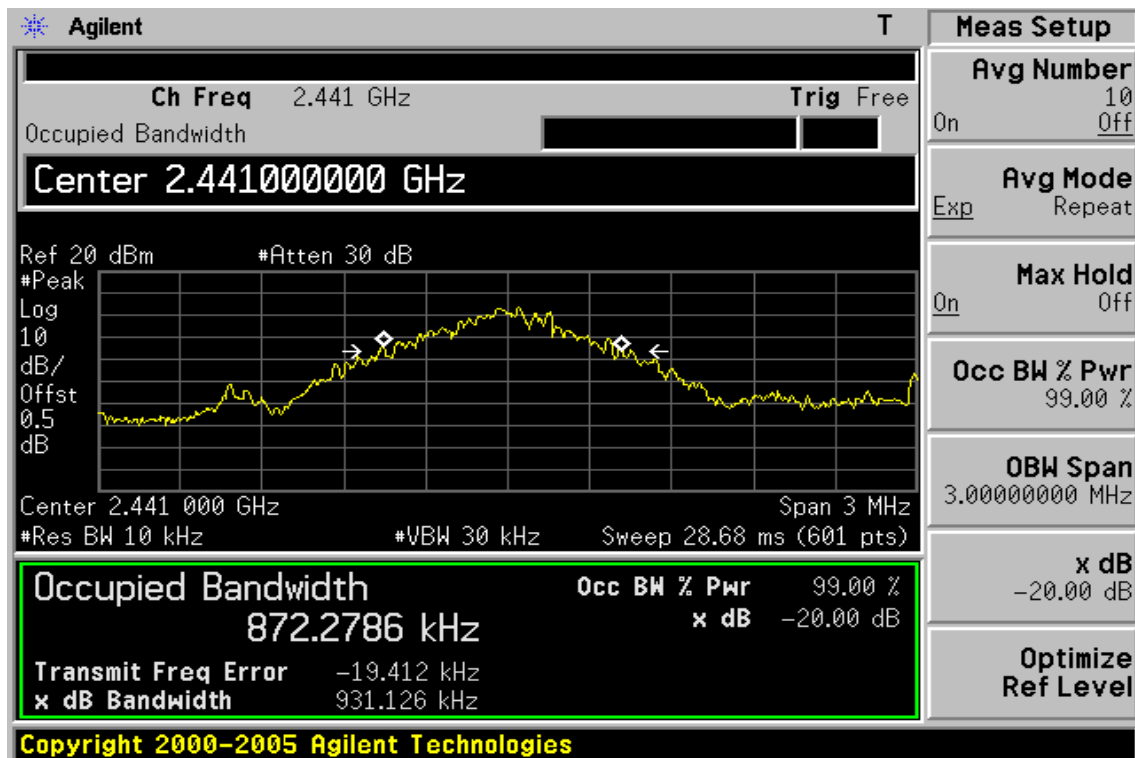 Agilent T
Ch Freq 2.441 GHz Trig Free
Occupied Bandwidth
Center 2.441000000 GHz
Ref 20 dBm #Atten 30 dB
#Peak
Log
10
dB/
Offst
0.5
dB
Center 2.441 000 GHz Span 3 MHz
#Res BW 10 kHz #VBW 30 kHz Sweep 28.68 ms (601 pts)
Occupied Bandwidth Occ BW % Pwr 99.00 %
872.2786 kHz x dB -20.00 dB
Transmit Freq Error -19.412 kHz
x dB Bandwidth 931.126 kHz
Copyright 2000-2005 Agilent Technologies
Meas Setup
Avg Number
10
On Off
Avg Mode
Exp Repeat
Max Hold
On Off
Occ BW % Pwr
99.00 %
OBW Span
3.00000000 MHz
x dB
-20.00 dB
Optimize
Ref Level